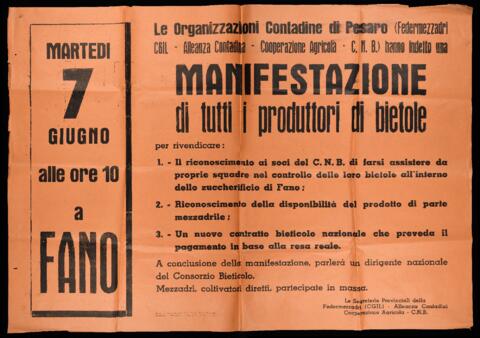 MARTEDI
7
GIUGNO
alle ore 10
a
FANO
Le Organizzazioni Contadine di Pesaro (Federmezzadri
CGIL - Alleanza Contadina - Cooperazione Agricola - C. N. B.) hanno indetto una
MANIFESTAZIONE
di tutti i produttori di bietole
per rivendicare:
1. - Il riconoscimento ai soci del C. N. B. di farsi assistere da
proprie squadre nel controllo delle loro bietole all'interno
dello zuccherificio di Fano;
2. - Riconoscimento della disponibilità del prodotto di parte
mezzadrile;
3. - Un nuovo contratto bieticolo nazionale che preveda il
pagamento in base alla resa reale.
A conclusione della manifestazione, parlerà un dirigente nazionale
del Consorzio Bieticolo.
Mezzadri, coltivatori diretti, partecipate in massa.
Le Segreterie Provinciali della
Federmezzadri (CGIL) - Alleanza Contadini
Cooperazione Agricola - C.N.B.